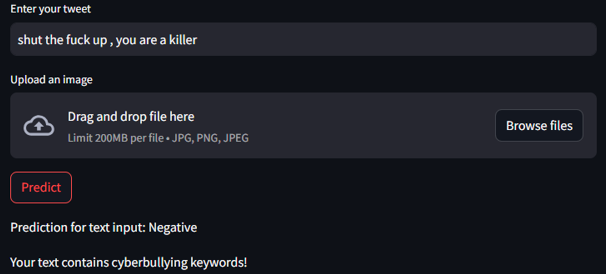 Enter your tweet
shut the fuck up , you are a killer
Upload an image
Drag and drop file here
Limit 200MB per file • JPG, PNG, JPEG
Browse files
Predict
Prediction for text input: Negative
Your text contains cyberbullying keywords!